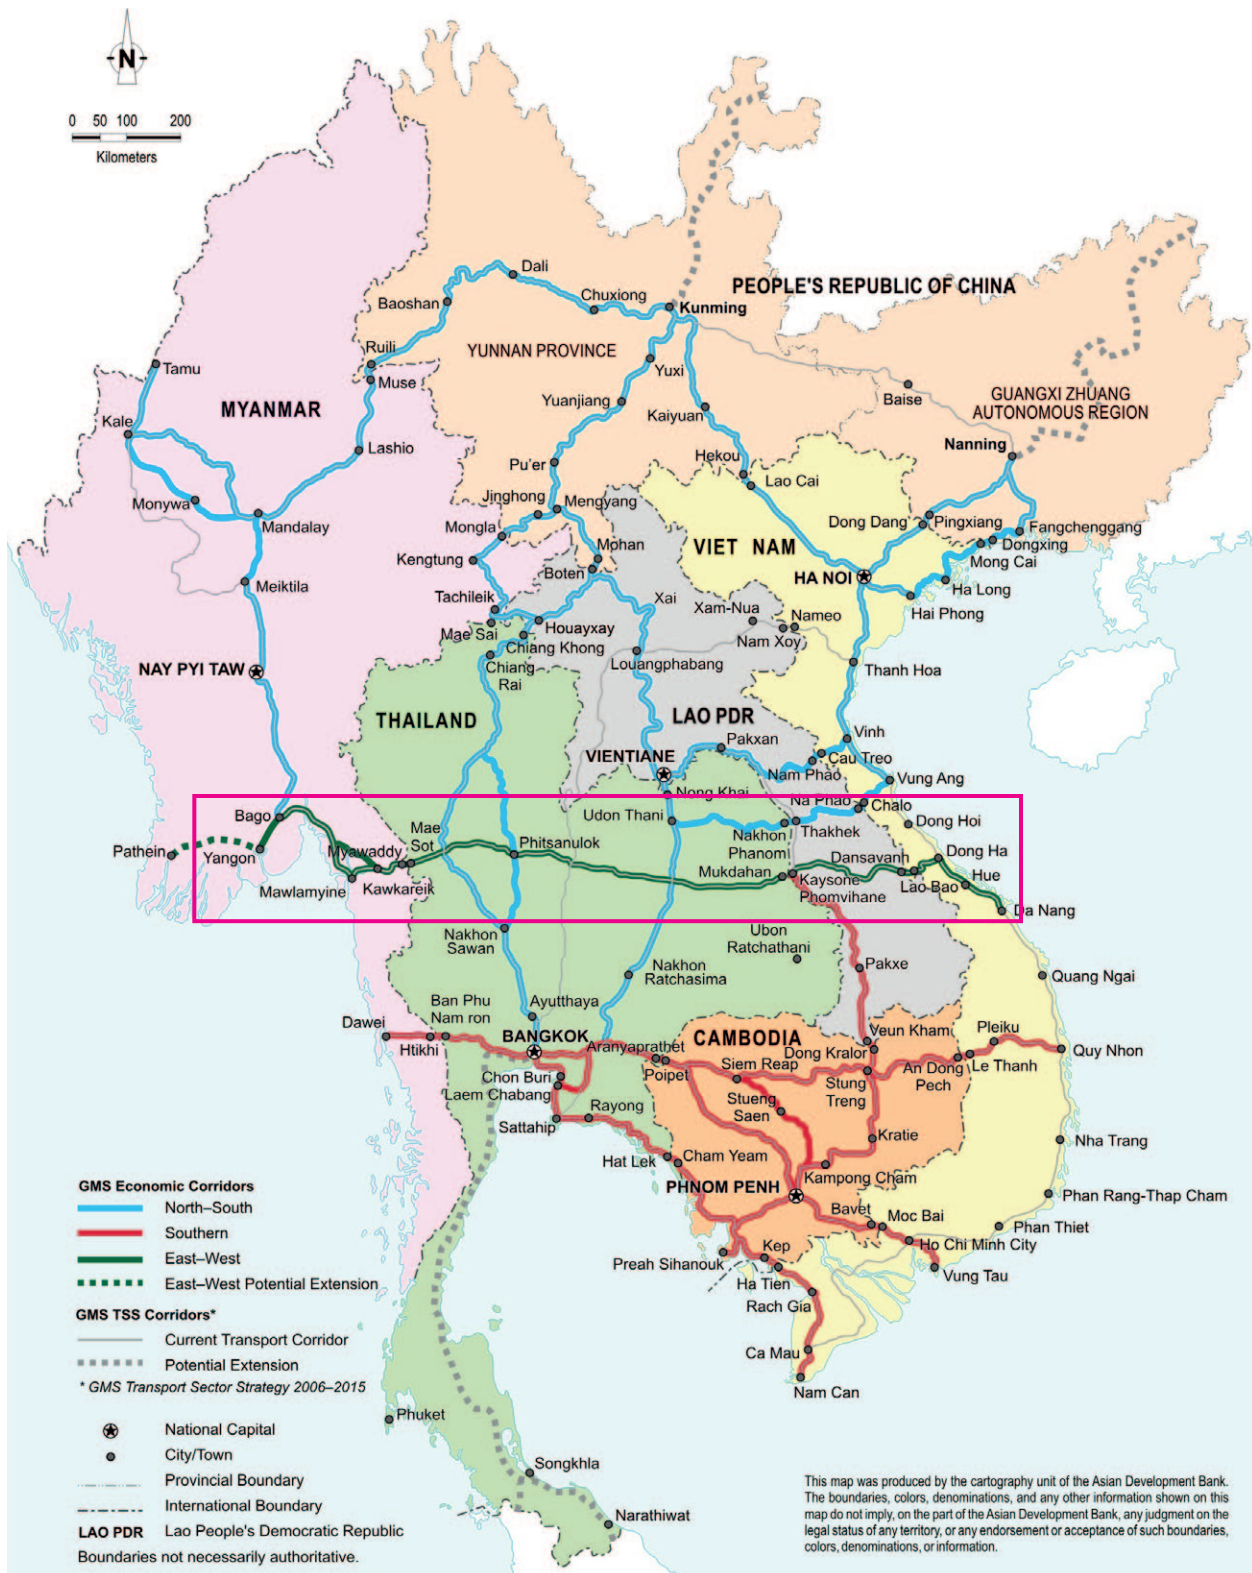 N
0 50 100 200
Kilometers
Dali
Baoshan
Chuxiong
Kunming
PEOPLE'S REPUBLIC OF CHINA
Ruili
YUNNAN PROVINCE
Tamu
Muse
Yuxi
MYANMAR
Yuanjiang
Kaiyuan
Baise
GUANGXI ZHUANG
AUTONOMOUS REGION
Kale
Nanning
Lashio
Pu'er
Hekou
Lao Cai
Monywa
Mandalay
Jinghong
Mengyang
Dong Dang
Pingxiang
Fangchenggang
Mongla
Mohan
VIET NAM
Dongxing
Mong Cai
Kengtung
Boten
HA NOI
Meiktila
Ha Long
Tachileik
Xai
Xam-Nua
Nameo
Hai Phong
Mae Sai
Houayxay
Nam Xoy
Chiang Khong
Louangphabang
Chiang
Rai
NAY PYI TAW
Thanh Hoa
THAILAND
LAO PDR
Pakxan
Vinh
VIENTIANE
Cau Treo
Nam Phao
Vung Ang
Nong Khai
Na Phao
Chalo
Bago
Mae
Sot
Udon Thani
Nakhon
Phanom
Thakhek
Dong Hoi
Pathein
Yangon
Myawaddy
Phitsanulok
Dansavanh
Dong Ha
Mawlamyine
Kawkareik
Mukdahan
Kaysone
Phomvihane
Lao Bao
Hue
Da Nang
Nakhon
Sawan
Ubon
Ratchathani
Nakhon
Ratchasima
Pakxe
Quang Ngai
Ban Phu
Nam ron
Ayutthaya
Dawei
Htikhi
BANGKOK
Aranyaprathet
CAMBODIA
Veun Kham
Pleiku
Poipet
Siem Reap
Dong Kralor
An Dong
Pech
Le Thanh
Quy Nhon
Chon Buri
Laem Chabang
Stueng
Saen
Stung
Treng
Rayong
Sattahip
Kratie
Nha Trang
Hat Lek
Cham Yeam
Kampong Cham
PHNOM PENH
Phan Rang-Thap Cham
Bavet
Moc Bai
Phan Thiet
Preah Sihanouk
Kep
Ho Chi Minh City
Ha Tien
Vung Tau
Rach Gia
Ca Mau
Nam Can
Phuket
Songkhla
Narathiwat
GMS Economic Corridors
North–South
Southern
East–West
East–West Potential Extension
GMS TSS Corridors*
Current Transport Corridor
Potential Extension
* GMS Transport Sector Strategy 2006–2015
National Capital
City/Town
Provincial Boundary
International Boundary
LAO PDR Lao People's Democratic Republic
Boundaries not necessarily authoritative.
This map was produced by the cartography unit of the Asian Development Bank.
The boundaries, colors, denominations, and any other information shown on this
map do not imply, on the part of the Asian Development Bank, any judgment on the
legal status of any territory, or any endorsement or acceptance of such boundaries,
colors, denominations, or information.